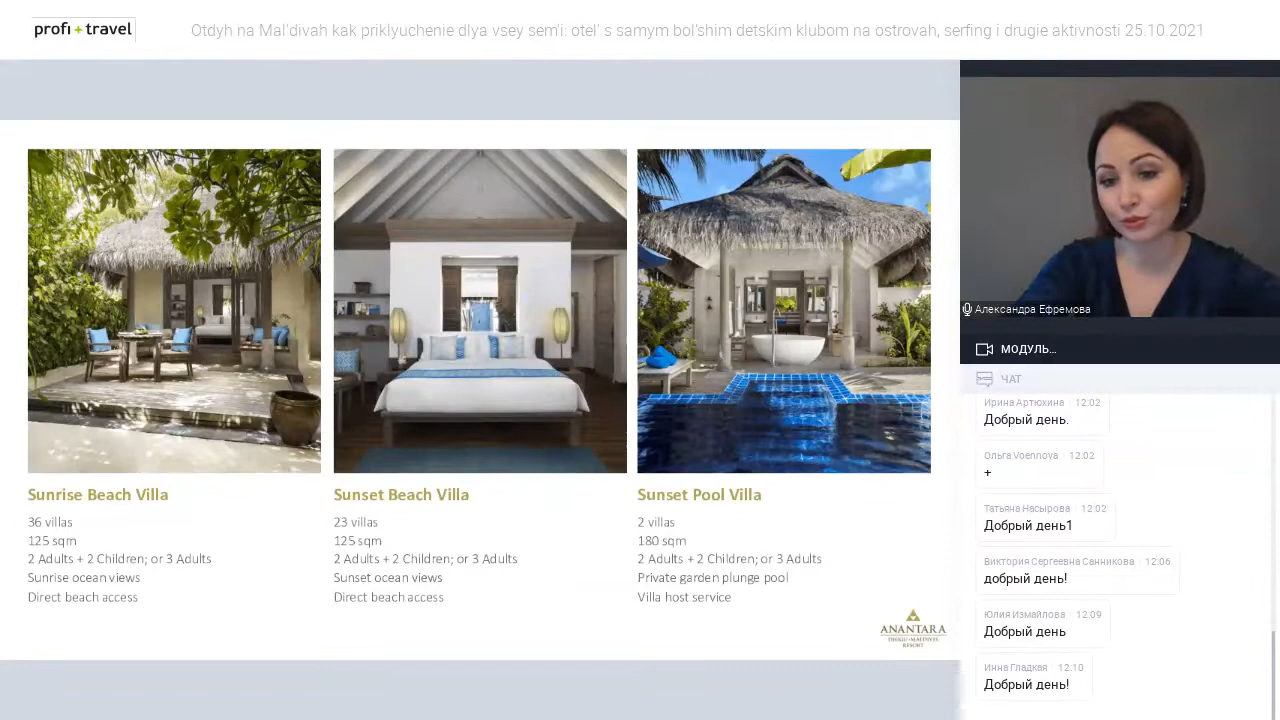 profi + travel
Otdyh na Mal'divah kak priklyuchenie dlya vsey sem'i: otel' s samym bol'shim detskim klubom na ostrovah, serfing i drugie aktivnosti 25.10.2021
Sunrise Beach Villa
36 villas
125 sqm
2 Adults + 2 Children; or 3 Adults
Sunrise ocean views
Direct beach access
Sunset Beach Villa
23 villas
125 sqm
2 Adults + 2 Children; or 3 Adults
Sunset ocean views
Direct beach access
Sunset Pool Villa
2 villas
180 sqm
2 Adults + 2 Children; or 3 Adults
Private garden plunge pool
Villa host service
ANANTARA
DHIGU · MALDIVES
RESORT
Александра Ефремова
МОДУЛЬ...
ЧАТ
Ирина Артюхина 12:02
Добрый день.
Ольга Voennova 12:02
+
Татьяна Насырова 12:02
Добрый день1
Виктория Сергеевна Санникова 12:06
добрый день!
Юлия Измайлова 12:09
Добрый день
Инна Гладкая 12:10
Добрый день!